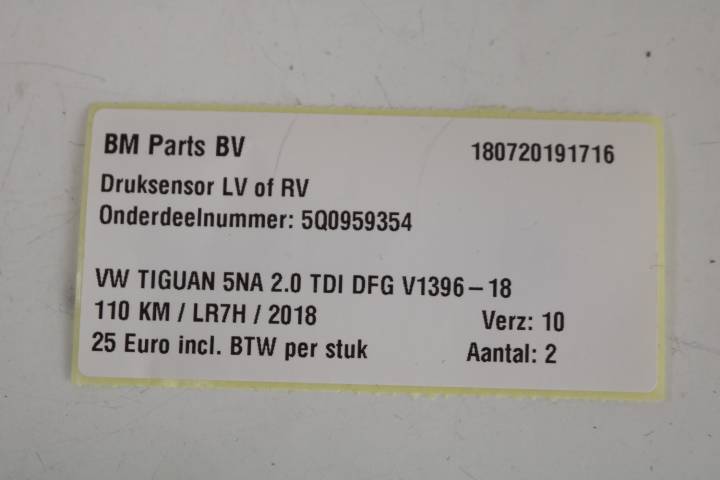 BM Parts BV 180720191716
Druksensor LV of RV
Onderdeelnummer: 5Q0959354
VW TIGUAN 5NA 2.0 TDI DFG V1396-18
110 KM / LR7H / 2018 Verz: 10
25 Euro incl. BTW per stuk Aantal: 2